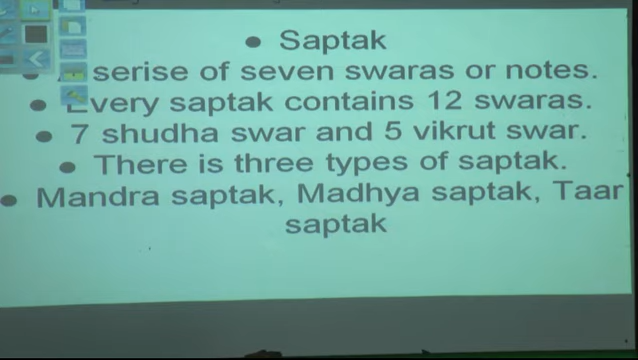 Saptak
serise of seven swaras or notes.
Every saptak contains 12 swaras.
7 shudha swar and 5 vikrut swar.
There is three types of saptak.
Mandra saptak, Madhya saptak, Taar
saptak